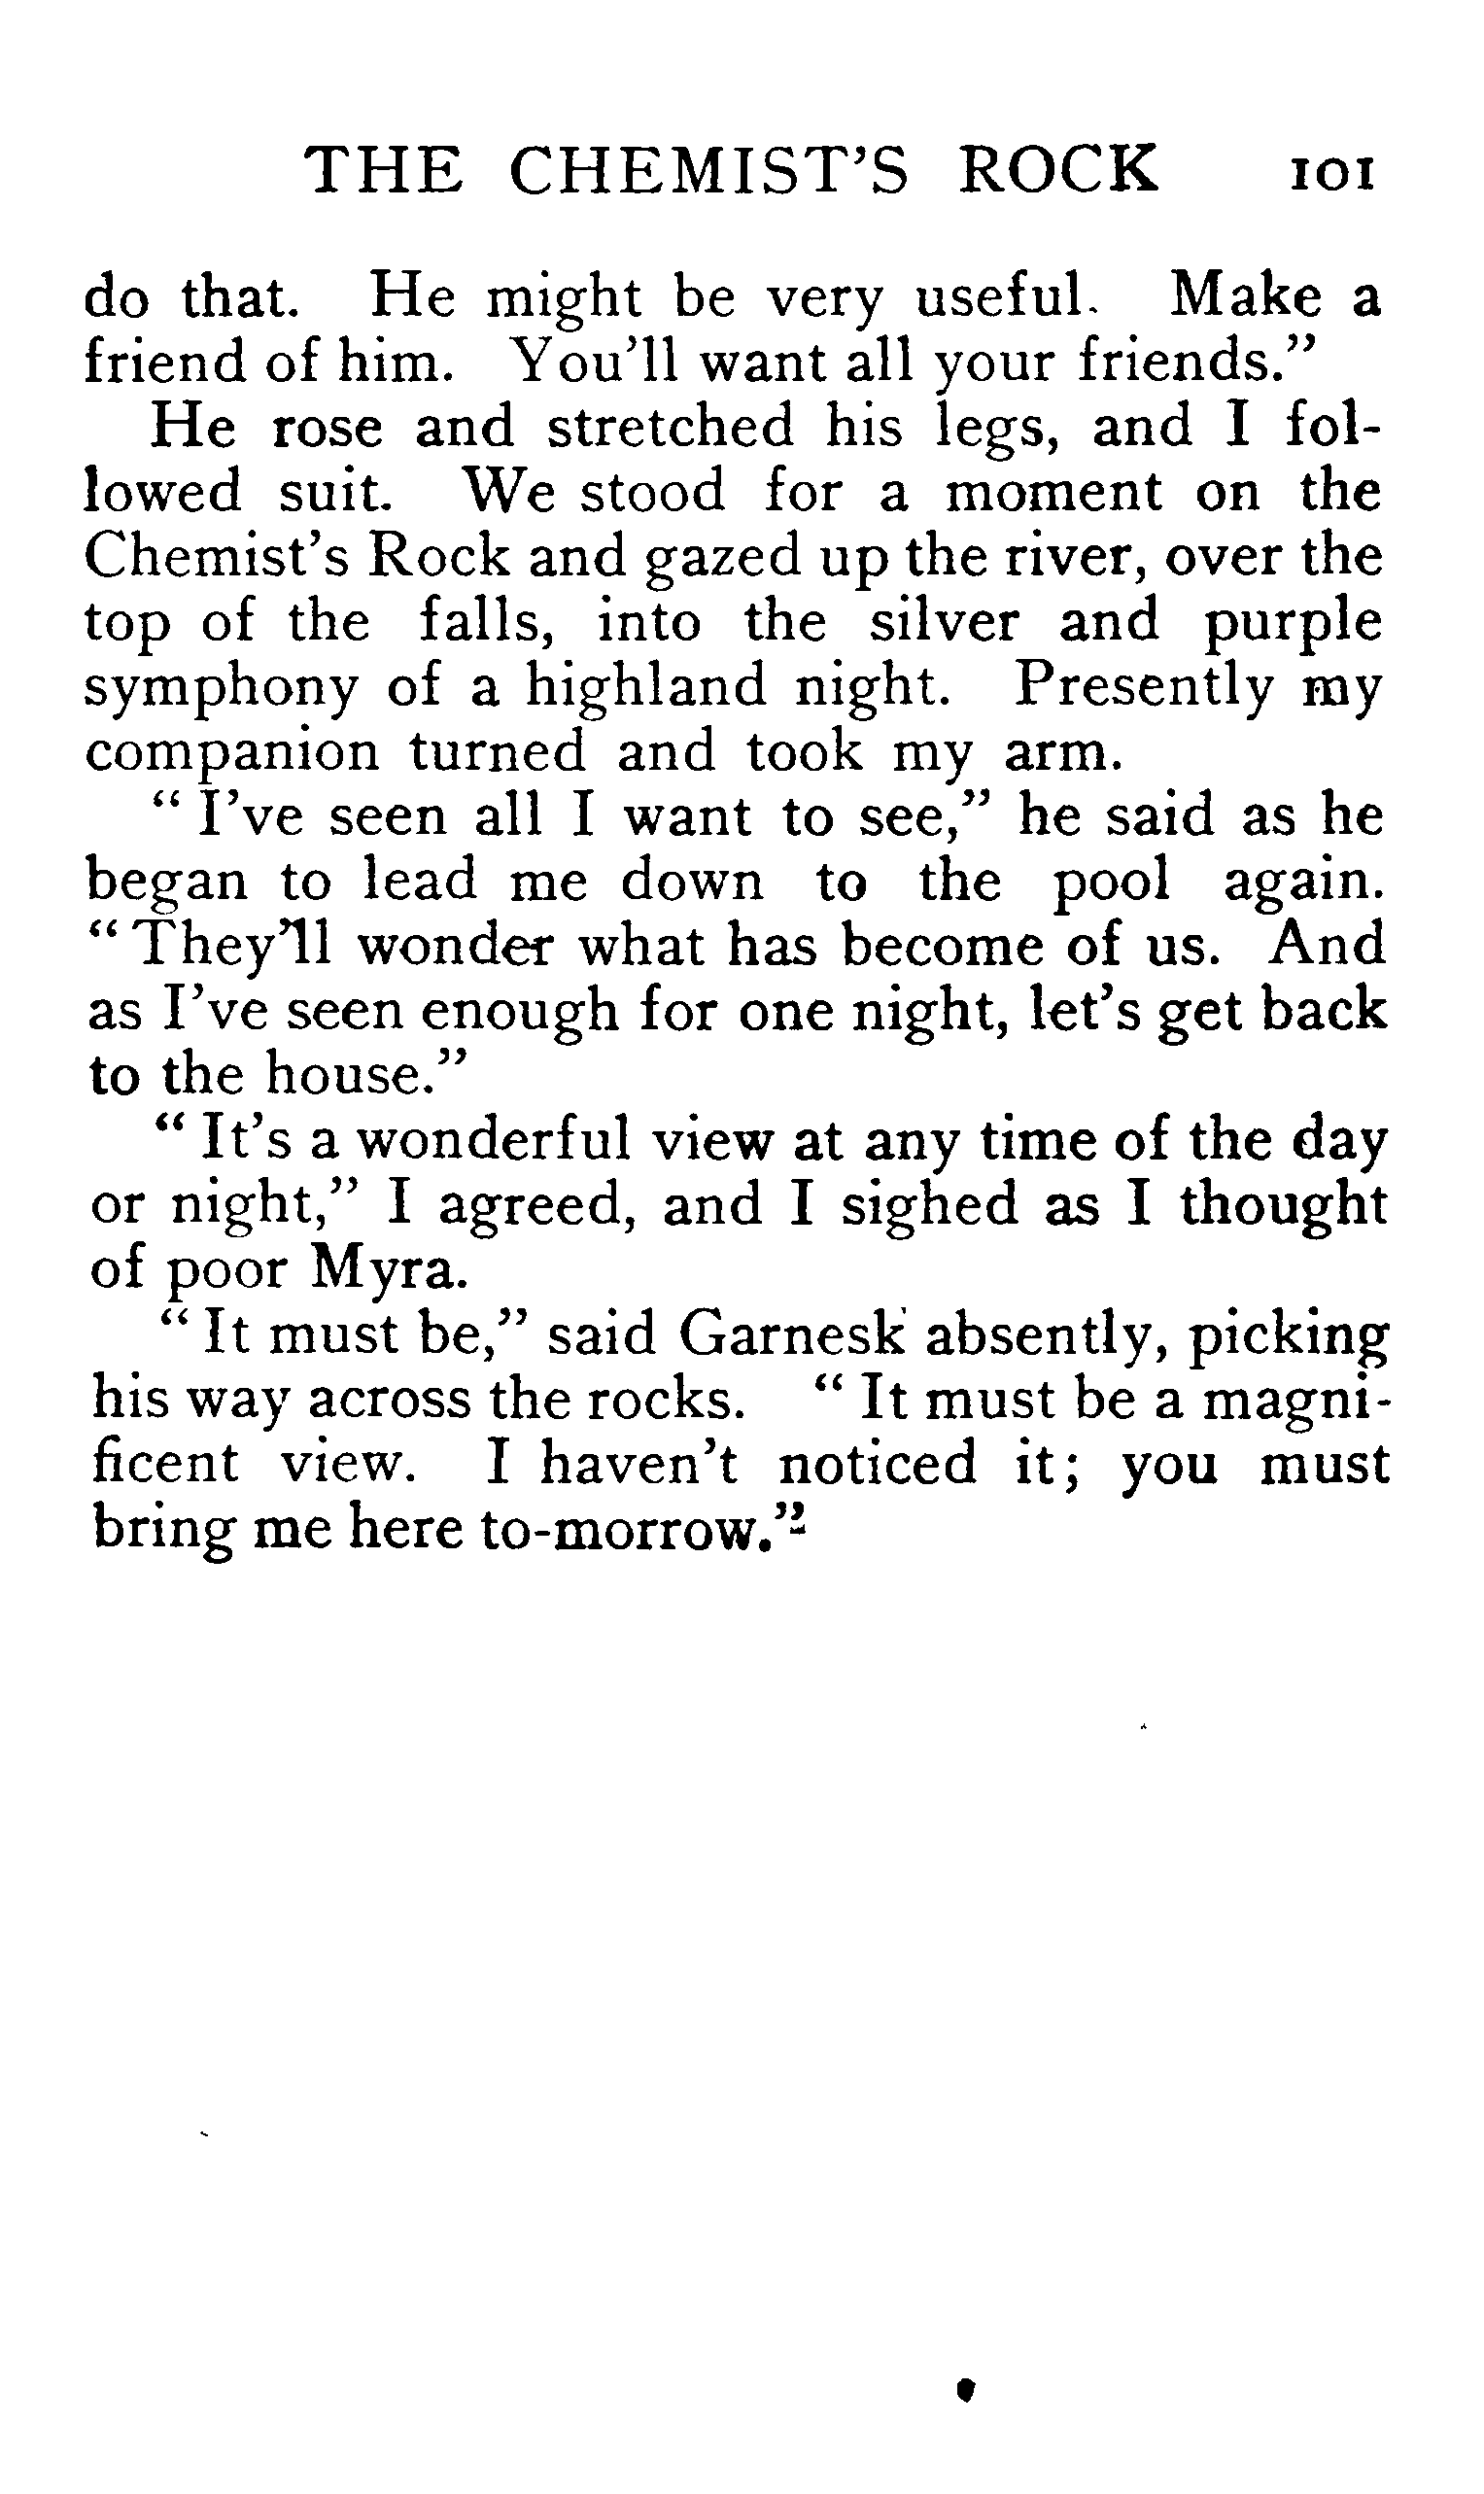 THE CHEMIST'S ROCK 101
do that. He might be very useful. Make a
friend of him. You'll want all your friends."
He rose and stretched his legs, and I fol-
lowed suit. We stood for a moment on the
Chemist's Rock and gazed up the river, over the
top of the falls, into the silver and purple
symphony of a highland night. Presently my
companion turned and took my arm.
"I've seen all I want to see," he said as he
began to lead me down to the pool again.
"They'll wonder what has become of us. And
as I've seen enough for one night, let's get back
to the house."
"It's a wonderful view at any time of the day
or night," I agreed, and I sighed as I thought
of poor Myra.
"It must be," said Garnesk absently, picking
his way across the rocks. "It must be a magni-
ficent view. I haven't noticed it; you must
bring me here to-morrow."